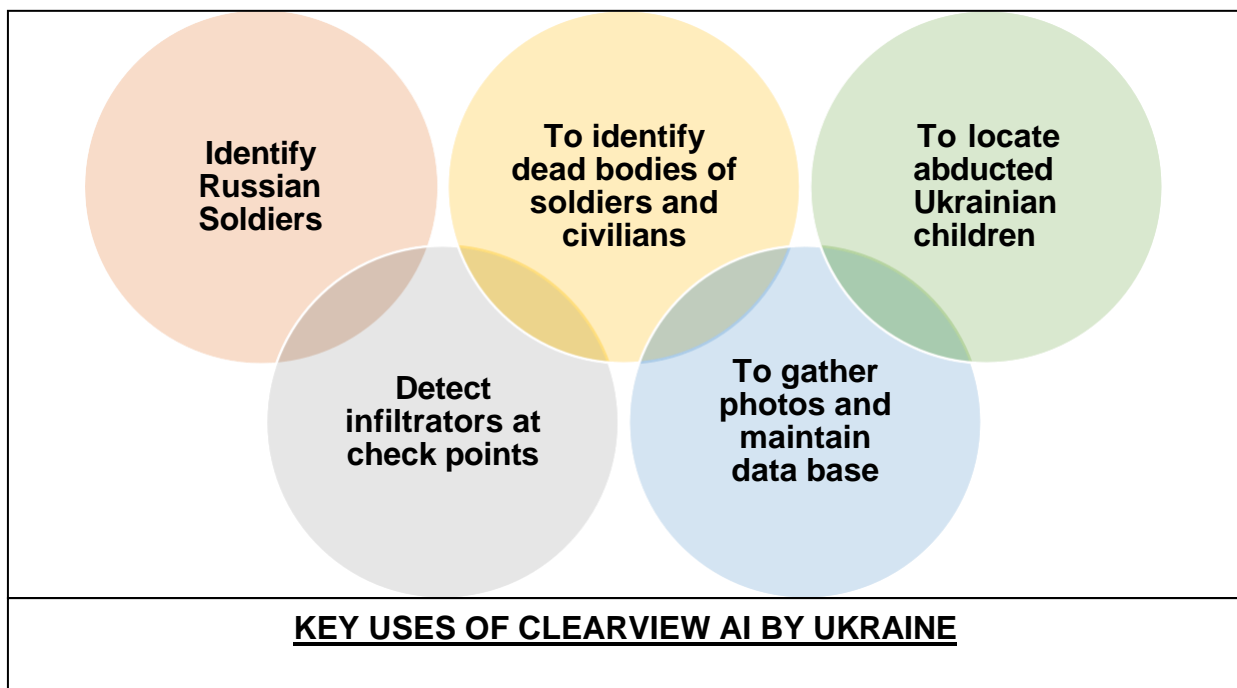 Identify
Russian
Soldiers
To identify
dead bodies of
soldiers and
civilians
To locate
abducted
Ukrainian
children
Detect
infiltrators at
check points
To gather
photos and
maintain
data base
KEY USES OF CLEARVIEW AI BY UKRAINE